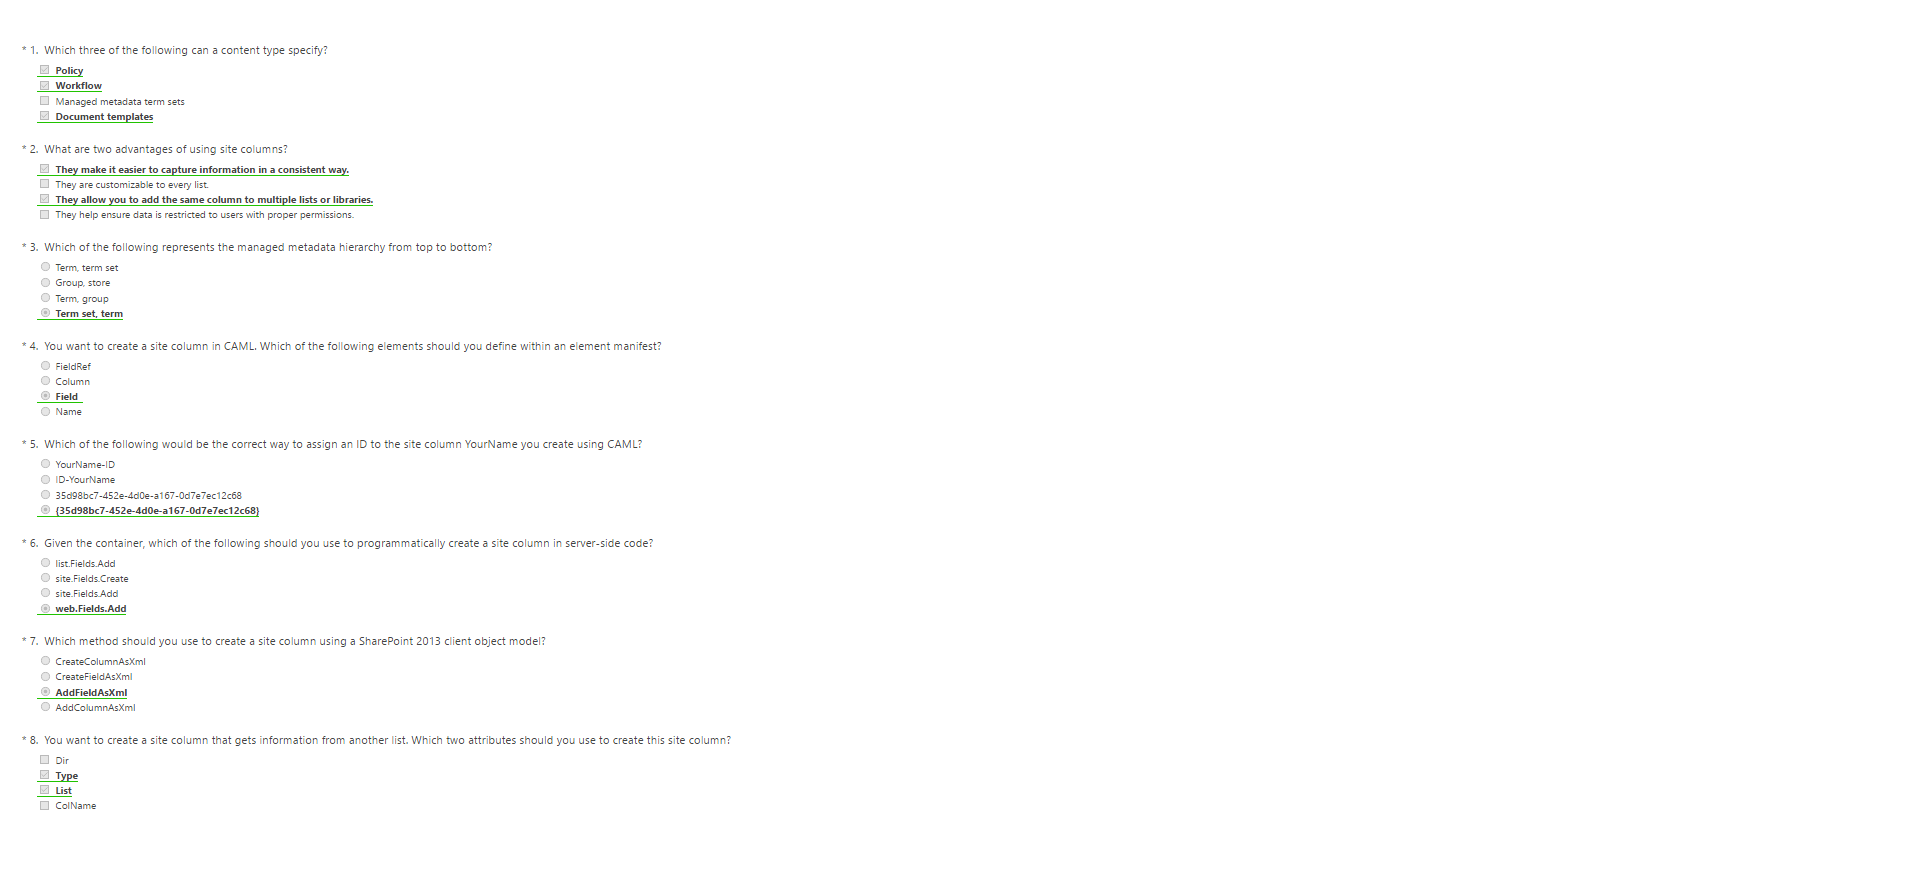 * 1. Which three of the following can a content type specify?
Policy
Workflow
Managed metadata term sets
Document templates
* 2. What are two advantages of using site columns?
They make it easier to capture information in a consistent way.
They are customizable to every list.
They allow you to add the same column to multiple lists or libraries.
They help ensure data is restricted to users with proper permissions.
* 3. Which of the following represents the managed metadata hierarchy from top to bottom?
Term, term set
Group, store
Term, group
Term set, term
* 4. You want to create a site column in CAML. Which of the following elements should you define within an element manifest?
FieldRef
Column
Field
Name
* 5. Which of the following would be the correct way to assign an ID to the site column YourName you create using CAML?
YourName-ID
ID-YourName
35d98bc7-452e-4d0e-a167-0d7e7ec12c68
{35d98bc7-452e-4d0e-a167-0d7e7ec12c68}
* 6. Given the container, which of the following should you use to programmatically create a site column in server-side code?
list.Fields.Add
site.Fields.Create
site.Fields.Add
web.Fields.Add
* 7. Which method should you use to create a site column using a SharePoint 2013 client object model?
CreateColumnAsXml
CreateFieldAsXml
AddFieldAsXml
AddColumnAsXml
* 8. You want to create a site column that gets information from another list. Which two attributes should you use to create this site column?
Dir
Type
List
ColName